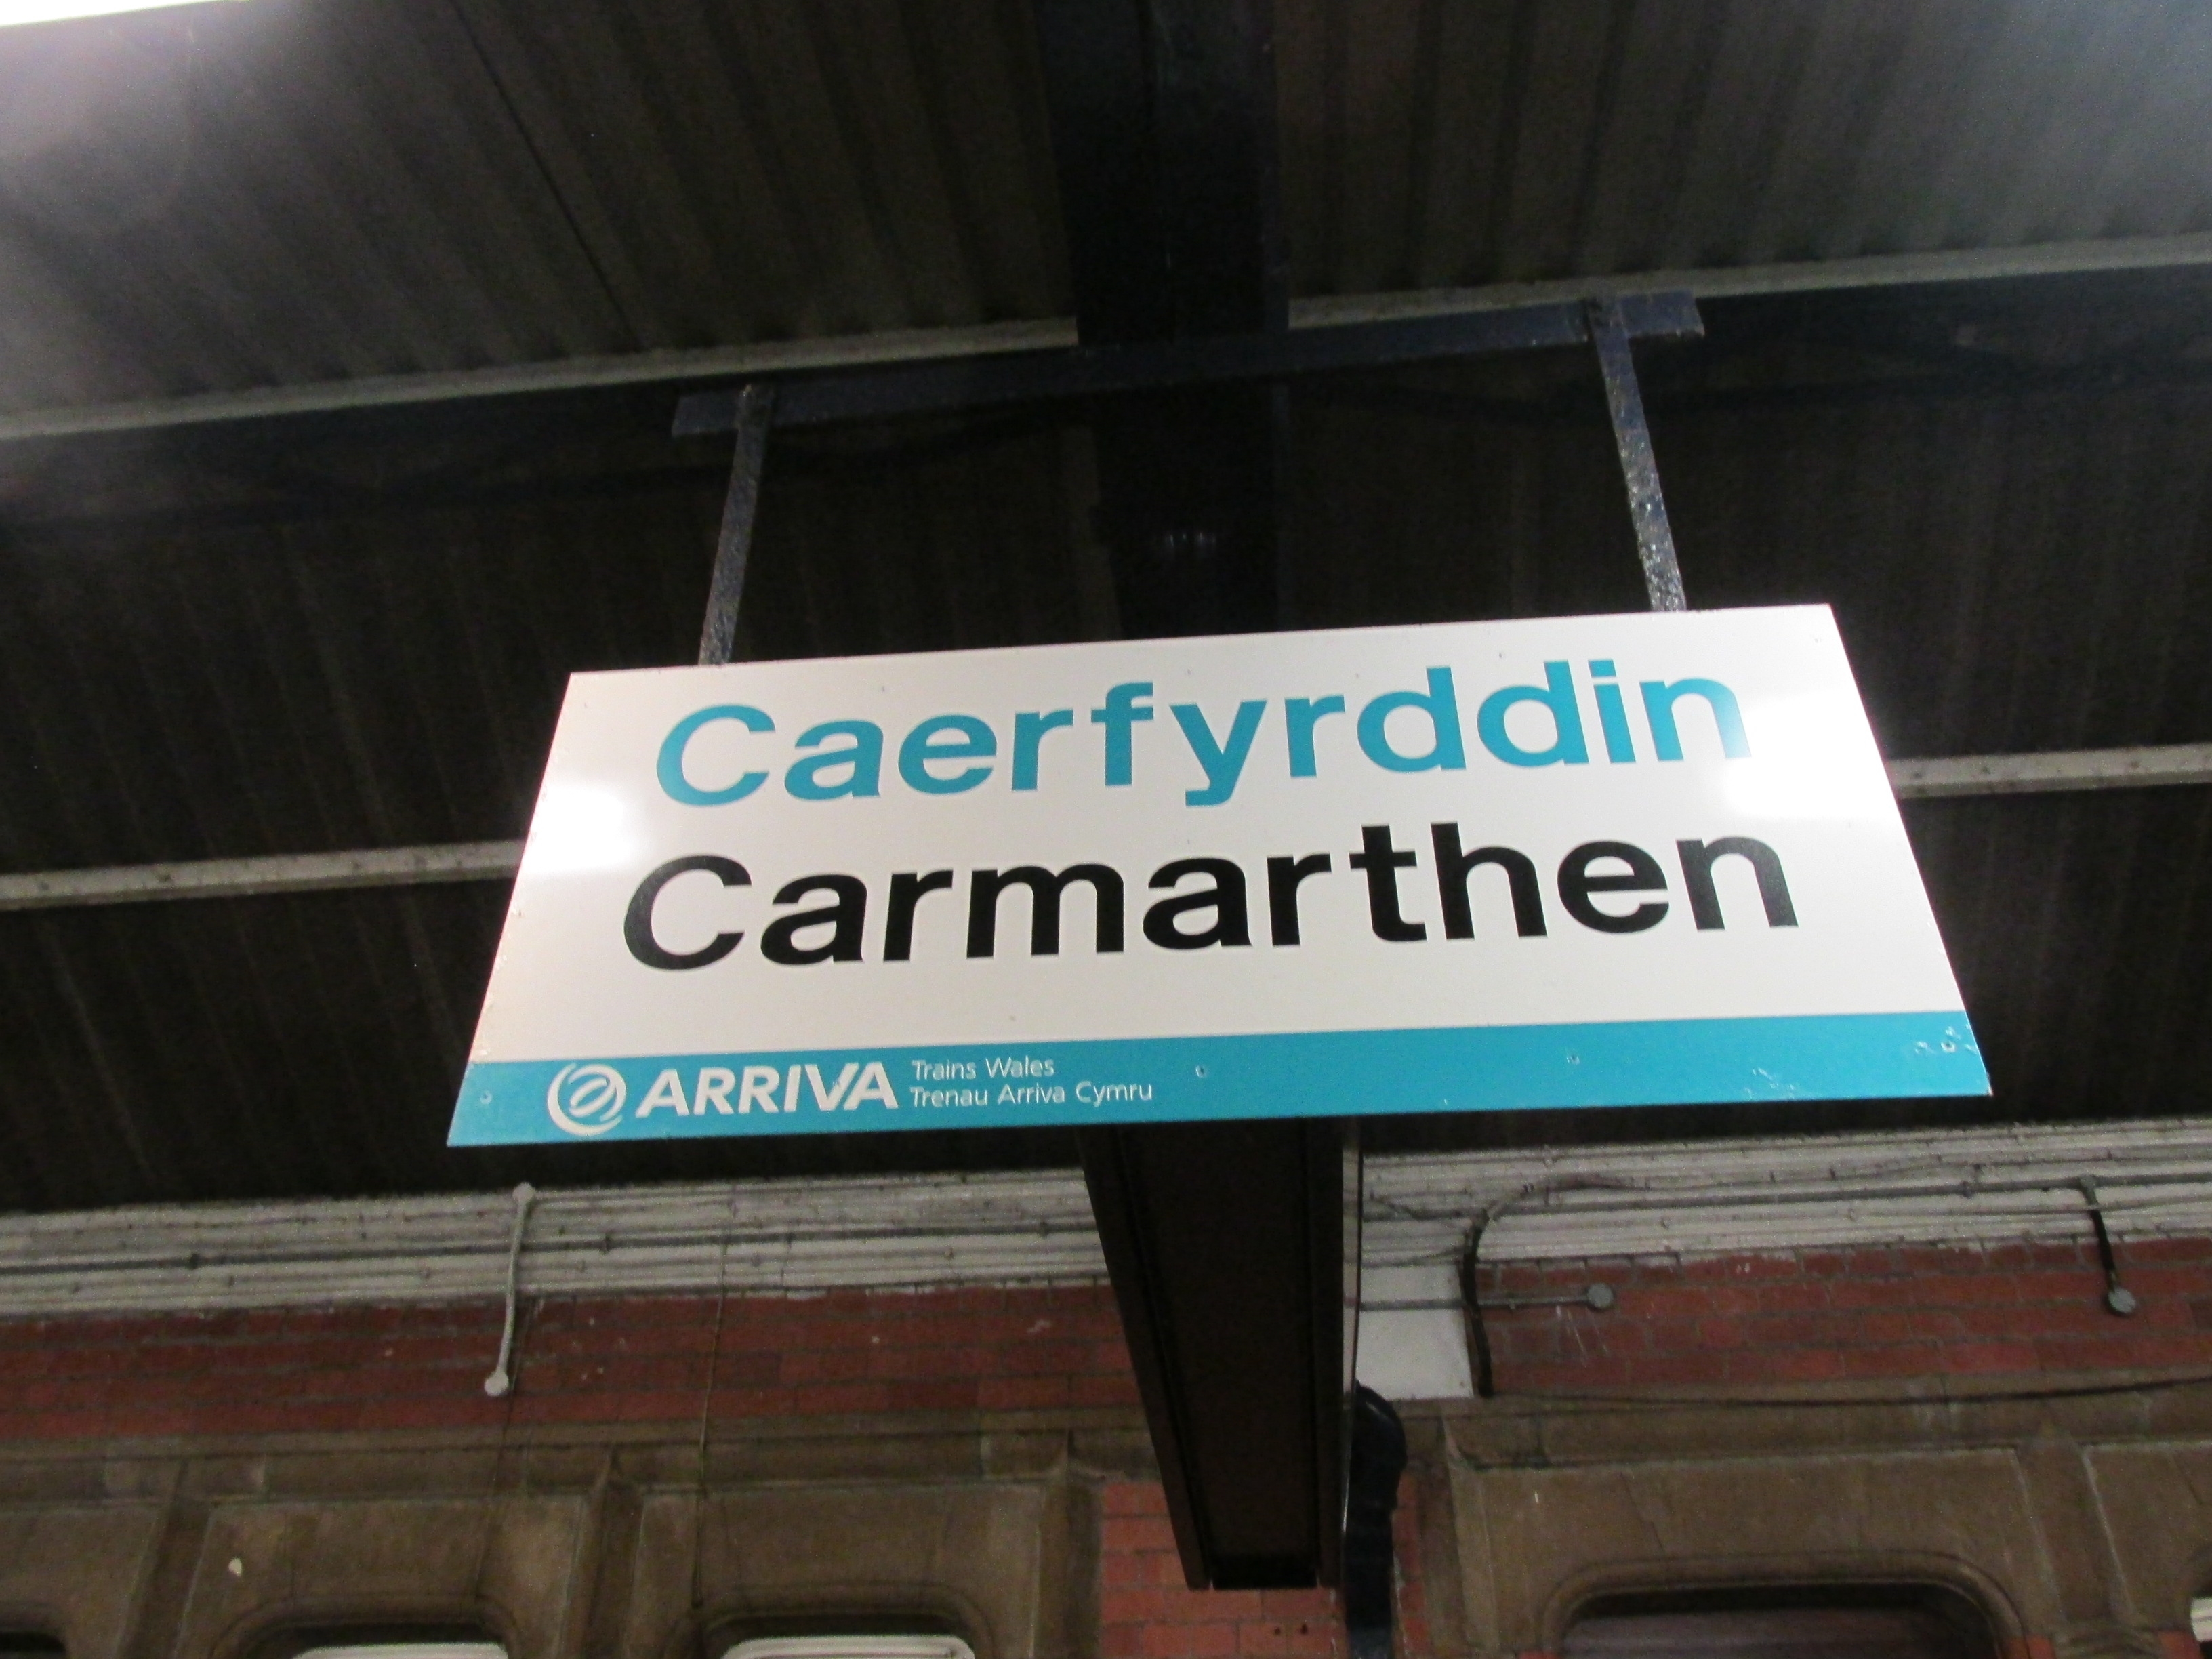 Caerfyrddin
Carmarthen
ARRIVA Trains Wales
Trenau Arriva Cymru